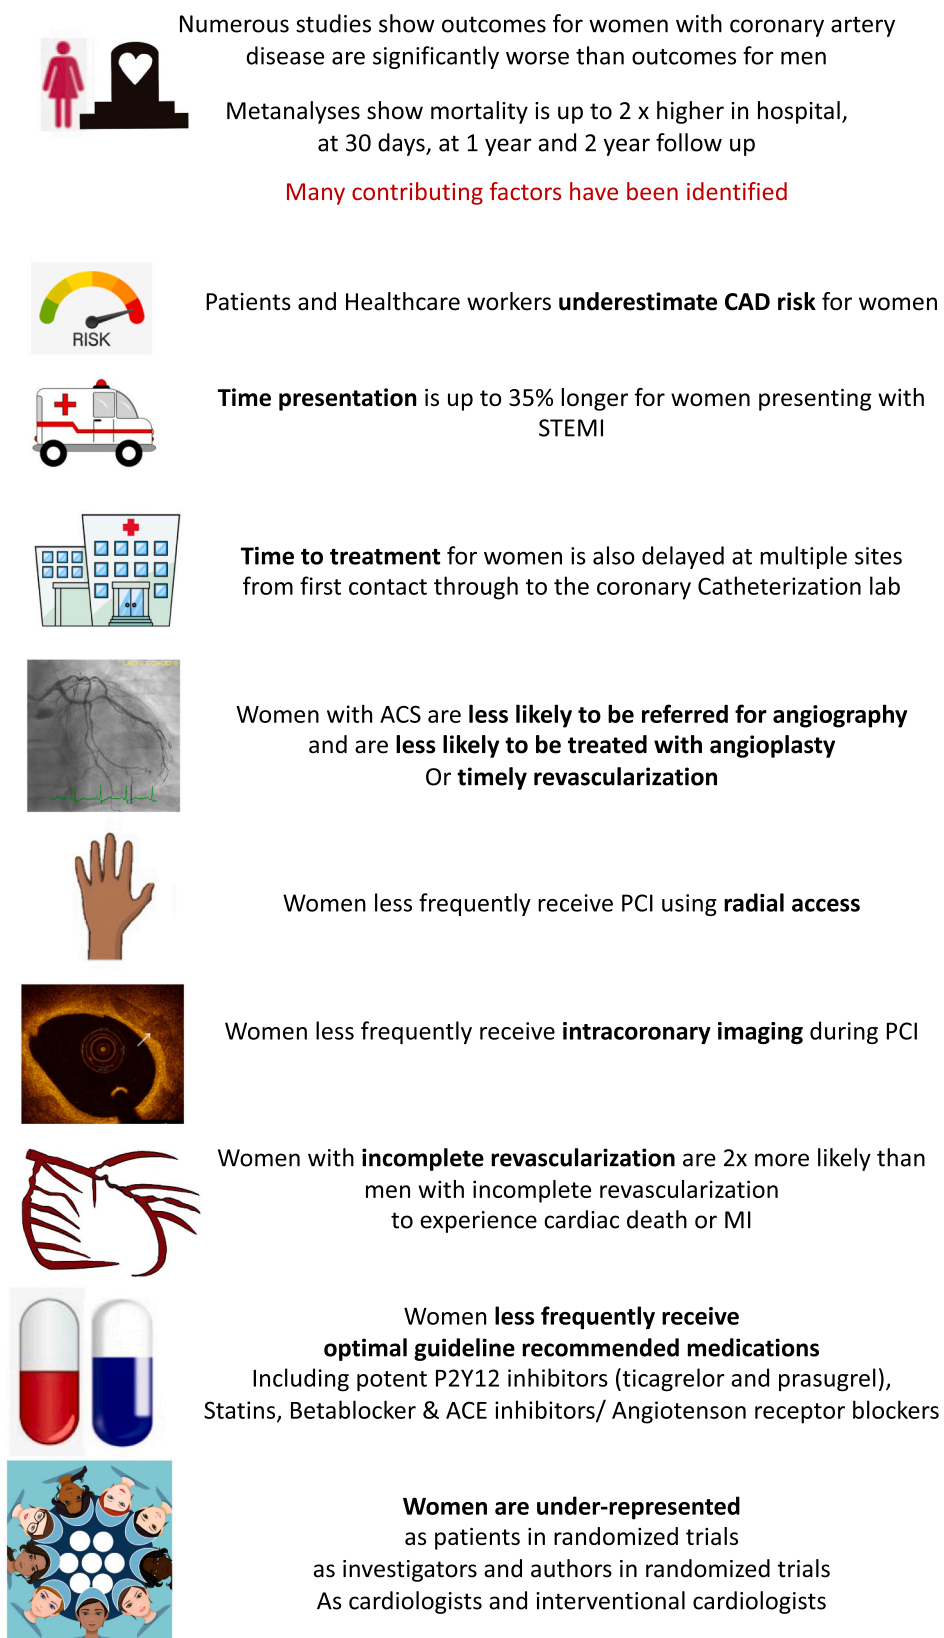 Numerous studies show outcomes for women with coronary artery
disease are significantly worse than outcomes for men
Metanalyses show mortality is up to 2 x higher in hospital,
at 30 days, at 1 year and 2 year follow up
Many contributing factors have been identified
RISK
Patients and Healthcare workers underestimate CAD risk for women
Time presentation is up to 35% longer for women presenting with
STEMI
Time to treatment for women is also delayed at multiple sites
from first contact through to the coronary Catheterization lab
Women with ACS are less likely to be referred for angiography
and are less likely to be treated with angioplasty
Or timely revascularization
Women less frequently receive PCI using radial access
Women less frequently receive intracoronary imaging during PCI
Women with incomplete revascularization are 2x more likely than
men with incomplete revascularization
to experience cardiac death or MI
Women less frequently receive
optimal guideline recommended medications
Including potent P2Y12 inhibitors (ticagrelor and prasugrel),
Statins, Betablocker & ACE inhibitors/ Angiotenson receptor blockers
Women are under-represented
as patients in randomized trials
as investigators and authors in randomized trials
As cardiologists and interventional cardiologists